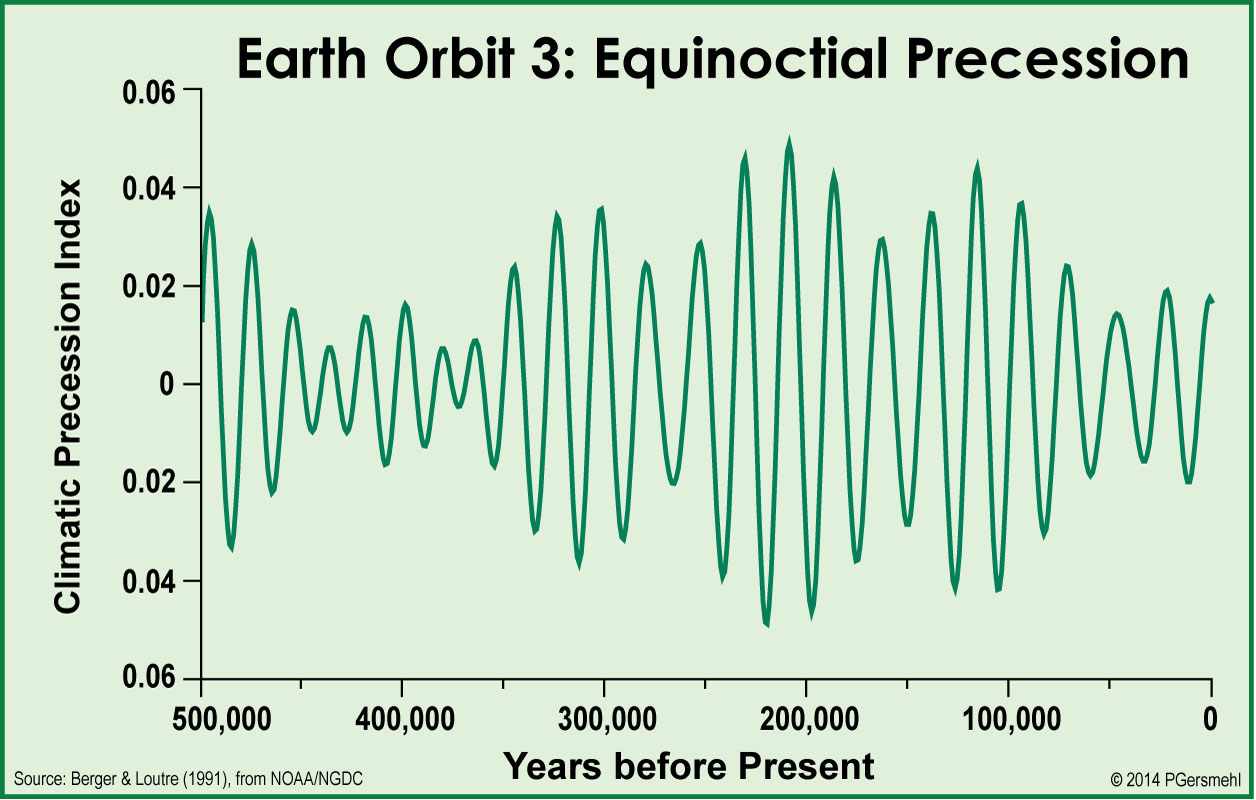 Earth Orbit 3: Equinoctial Precession
Climatic Precession Index
0.06
0.04
0.02
0
0.02
0.04
0.06
500,000 400,000 300,000 200,000 100,000 0
Years before Present
Source: Berger & Loutre (1991), from NOAA/NGDC
© 2014 PGersmehl